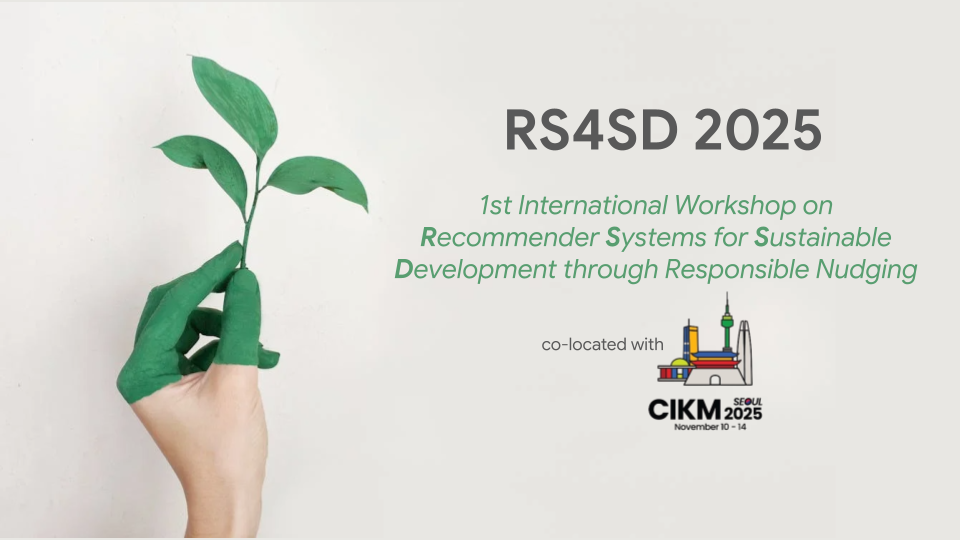 RS4SD 2025
1st International Workshop on
Recommender Systems for Sustainable
Development through Responsible Nudging
co-located with
CIKM SEOUL 2025
November 10 - 14